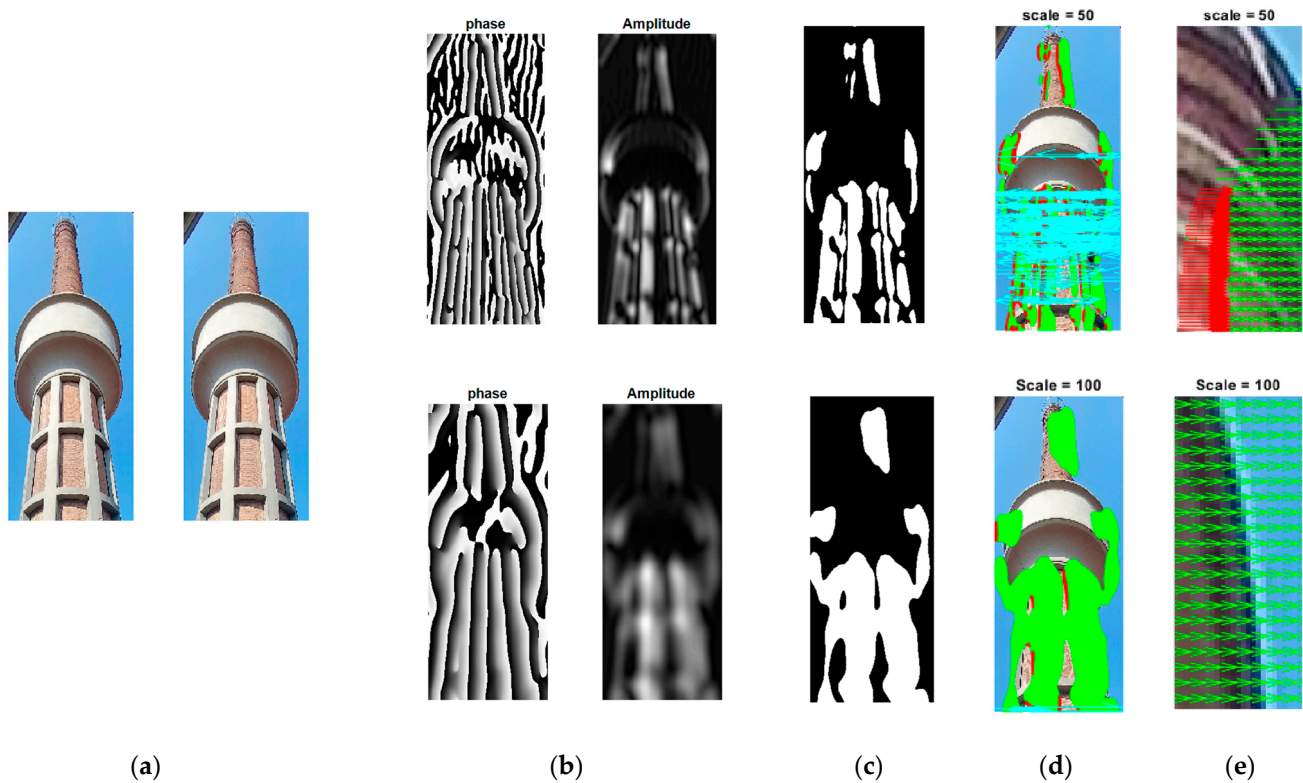 phase
Amplitude
scale = 50
scale = 50
phase
Amplitude
Scale = 100
Scale = 100
(a)
(b)
(c)
(d)
(e)